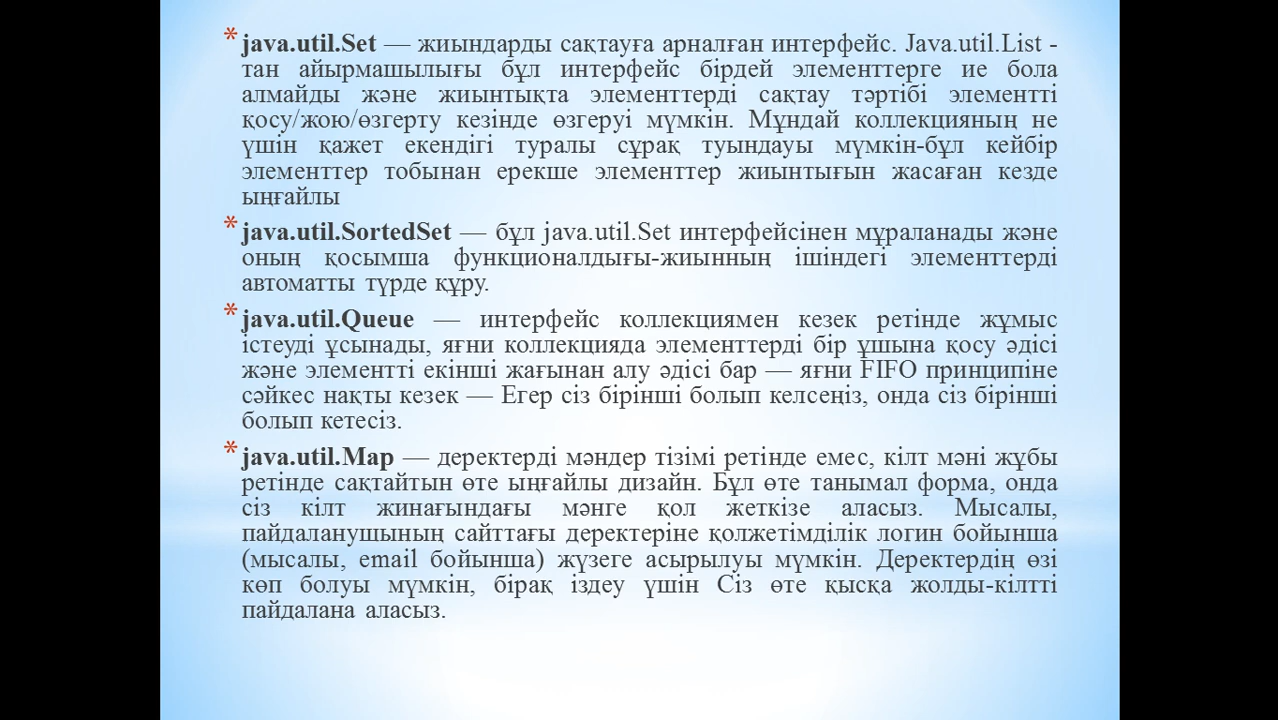 * java.util.Set — жиындарды сақтауға арналған интерфейс. Java.util.List -
тан айырмашылығы бұл интерфейс бірдей элементтерге ие бола
алмайды және жиынтықта элементтерді сақтау тәртібі элементті
қосу/жою/өзгерту кезінде өзгеруі мүмкін. Мұндай коллекцияның не
үшін қажет екендігі туралы сұрақ туындауы мүмкін-бұл кейбір
элементтер тобынан ерекше элементтер жиынтығын жасаған кезде
ыңғайлы
* java.util.SortedSet — бұл java.util.Set интерфейсінен мұраланады және
оның қосымша функционалдығы-жиынның ішіндегі элементтерді
автоматты түрде құру.
* java.util.Queue — интерфейс коллекциямен кезек ретінде жұмыс
істеуді ұсынады, яғни коллекцияда элементтерді бір ұшына қосу әдісі
және элементті екінші жағынан алу әдісі бар — яғни FIFO принципіне
сәйкес нақты кезек — Егер сіз бірінші болып келсеңіз, онда сіз бірінші
болып кетесіз.
* java.util.Map — деректерді мәндер тізімі ретінде емес, кілт мәні жұбы
ретінде сақтайтын өте ыңғайлы дизайн. Бұл өте танымал форма, онда
сіз кілт жинағындағы мәнге қол жеткізе аласыз. Мысалы,
пайдаланушының сайттағы деректеріне қолжетімділік логин бойынша
(мысалы, email бойынша) жүзеге асырылуы мүмкін. Деректердің өзі
көп болуы мүмкін, бірақ іздеу үшін Сіз өте қысқа жолды-кілтті
пайдалана аласыз.